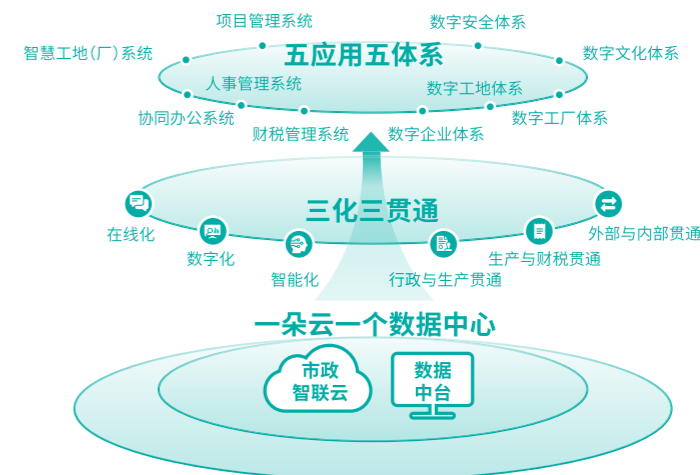 项目管理系统
数字安全体系
智慧工地(厂)系统
五应用五体系
数字文化体系
人事管理系统
数字工地体系
协同办公系统
数字工厂体系
财税管理系统
数字企业体系
三化三贯通
在线化
外部与内部贯通
数字化
生产与财税贯通
智能化
行政与生产贯通
一朵云一个数据中心
市政
智联云
数据
中台